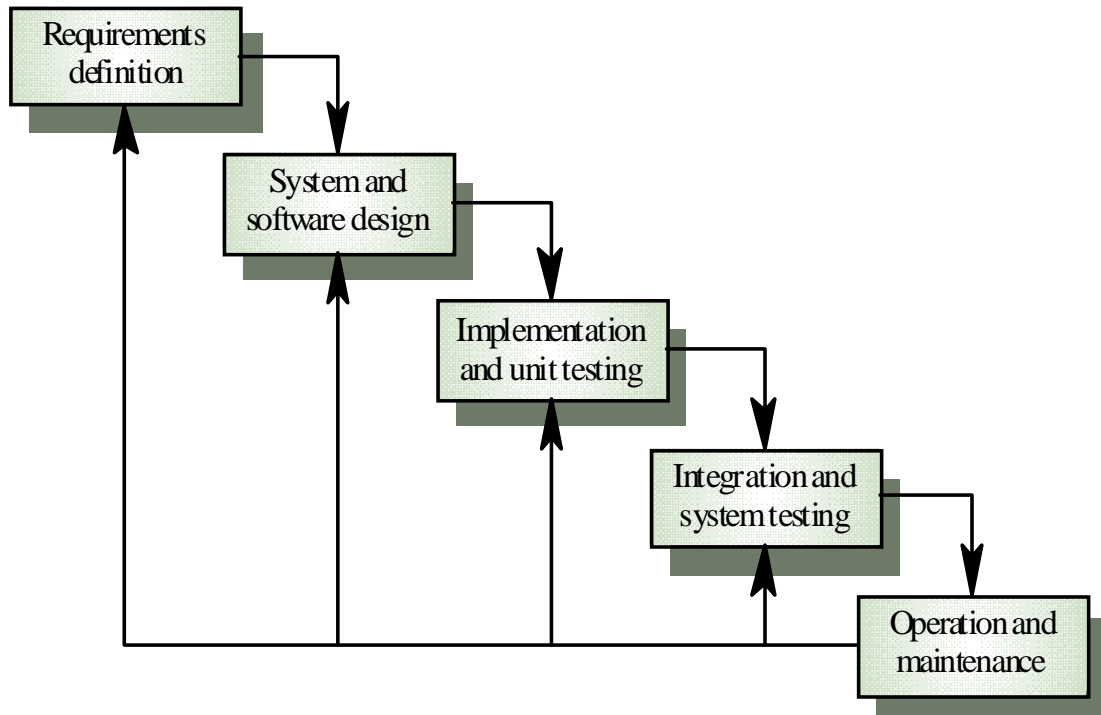 Requirements
definition
System and
software design
Implementation
and unit testing
Integration and
system testing
Operation and
maintenance